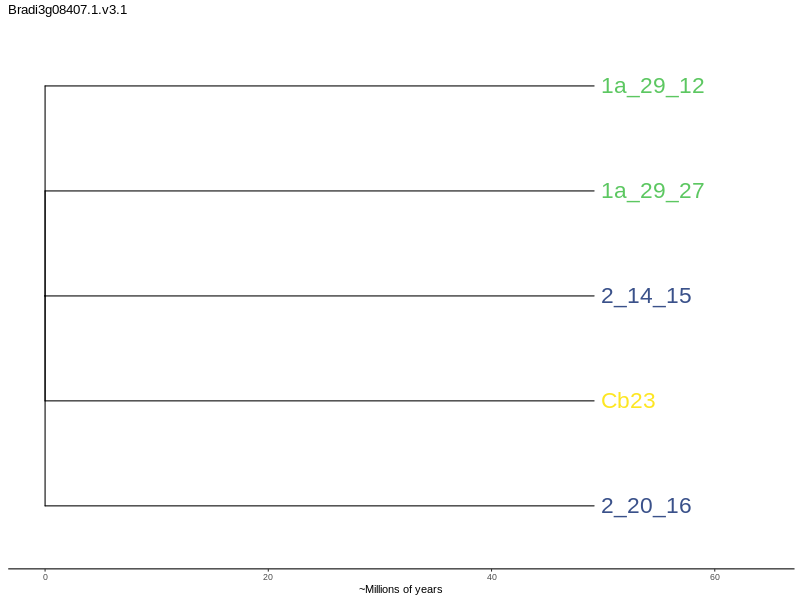 Bradi3g08407.1.v3.1
1a_29_12
1a_29_27
2_14_15
Cb23
2_20_16
0 20 40 60
~Millions of years